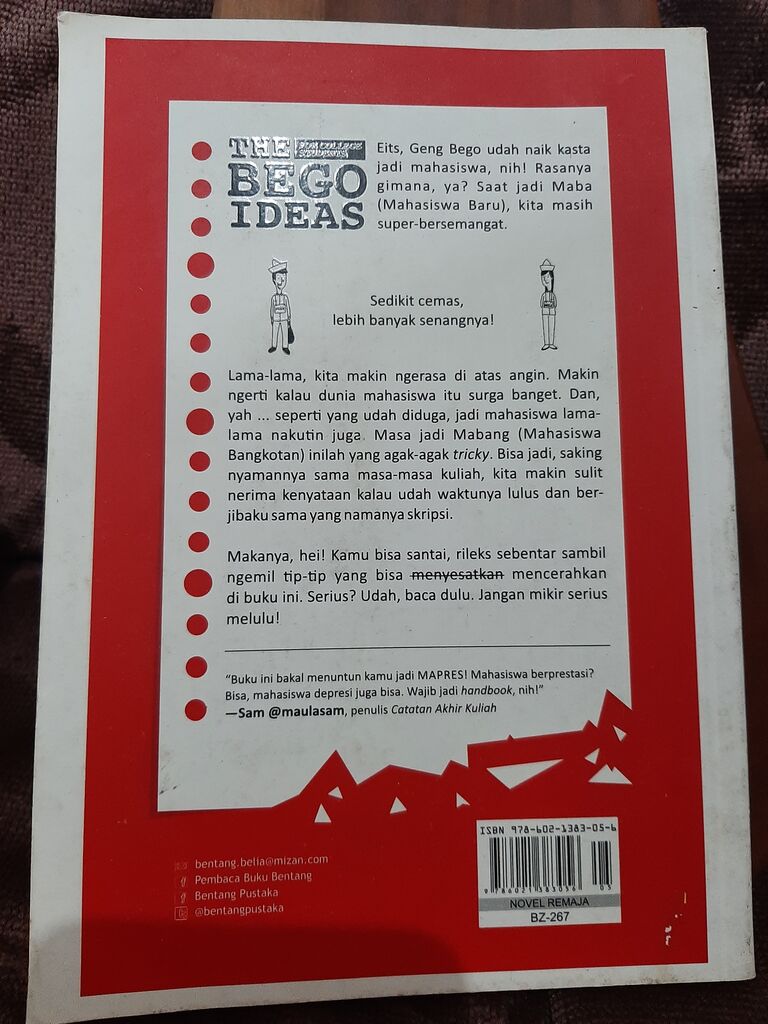 THE FOR COLLEGE STUDENTS
BEGO
IDEAS
Eits, Geng Bego udah naik kasta
jadi mahasiswa, nih! Rasanya
gimana, ya? Saat jadi Maba
(Mahasiswa Baru), kita masih
super-bersemangat.
Sedikit cemas,
lebih banyak senangnya!
Lama-lama, kita makin ngerasa di atas angin. Makin
ngerti kalau dunia mahasiswa itu surga banget. Dan,
yah ... seperti yang udah diduga, jadi mahasiswa lama-
lama nakutin juga. Masa jadi Mabang (Mahasiswa
Bangkotan) inilah yang agak-agak tricky. Bisa jadi, saking
nyamannya sama masa-masa kuliah, kita makin sulit
nerima kenyataan kalau udah waktunya lulus dan ber-
jibaku sama yang namanya skripsi.
Makanya, hei! Kamu bisa santai, rileks sebentar sambil
ngemil tip-tip yang bisa menyesatkan mencerahkan
di buku ini. Serius? Udah, baca dulu. Jangan mikir serius
melulu!
“Buku ini bakal menuntun kamu jadi MAPRES! Mahasiswa berprestasi?
Bisa, mahasiswa depresi juga bisa. Wajib jadi handbook, nih!”
—Sam @maulasam, penulis Catatan Akhir Kuliah
ISBN 978-602-1383-05-6
9 786021 383056 05
NOVEL REMAJA
BZ-267
bentang.belia@mizan.com
Pembaca Buku Bentang
Bentang Pustaka
@bentangpustaka